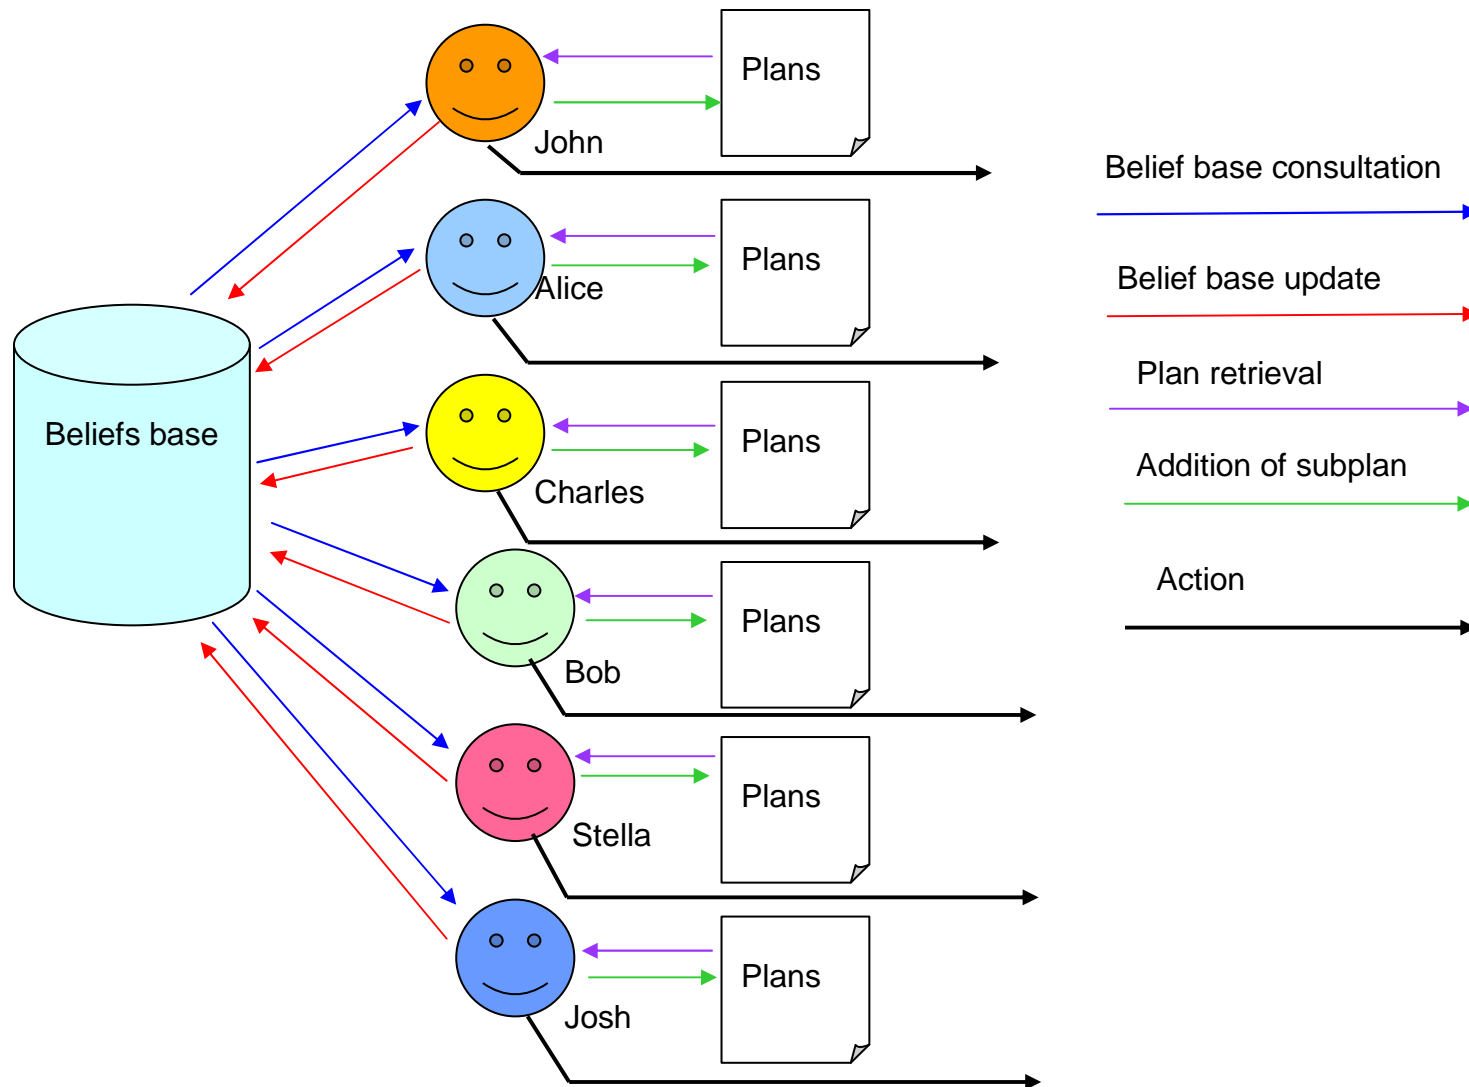 Plans
John
Belief base consultation
Plans
Alice
Belief base update
Plan retrieval
Beliefs base
Plans
Charles
Addition of subplan
Action
Plans
Bob
Plans
Stella
Plans
Josh